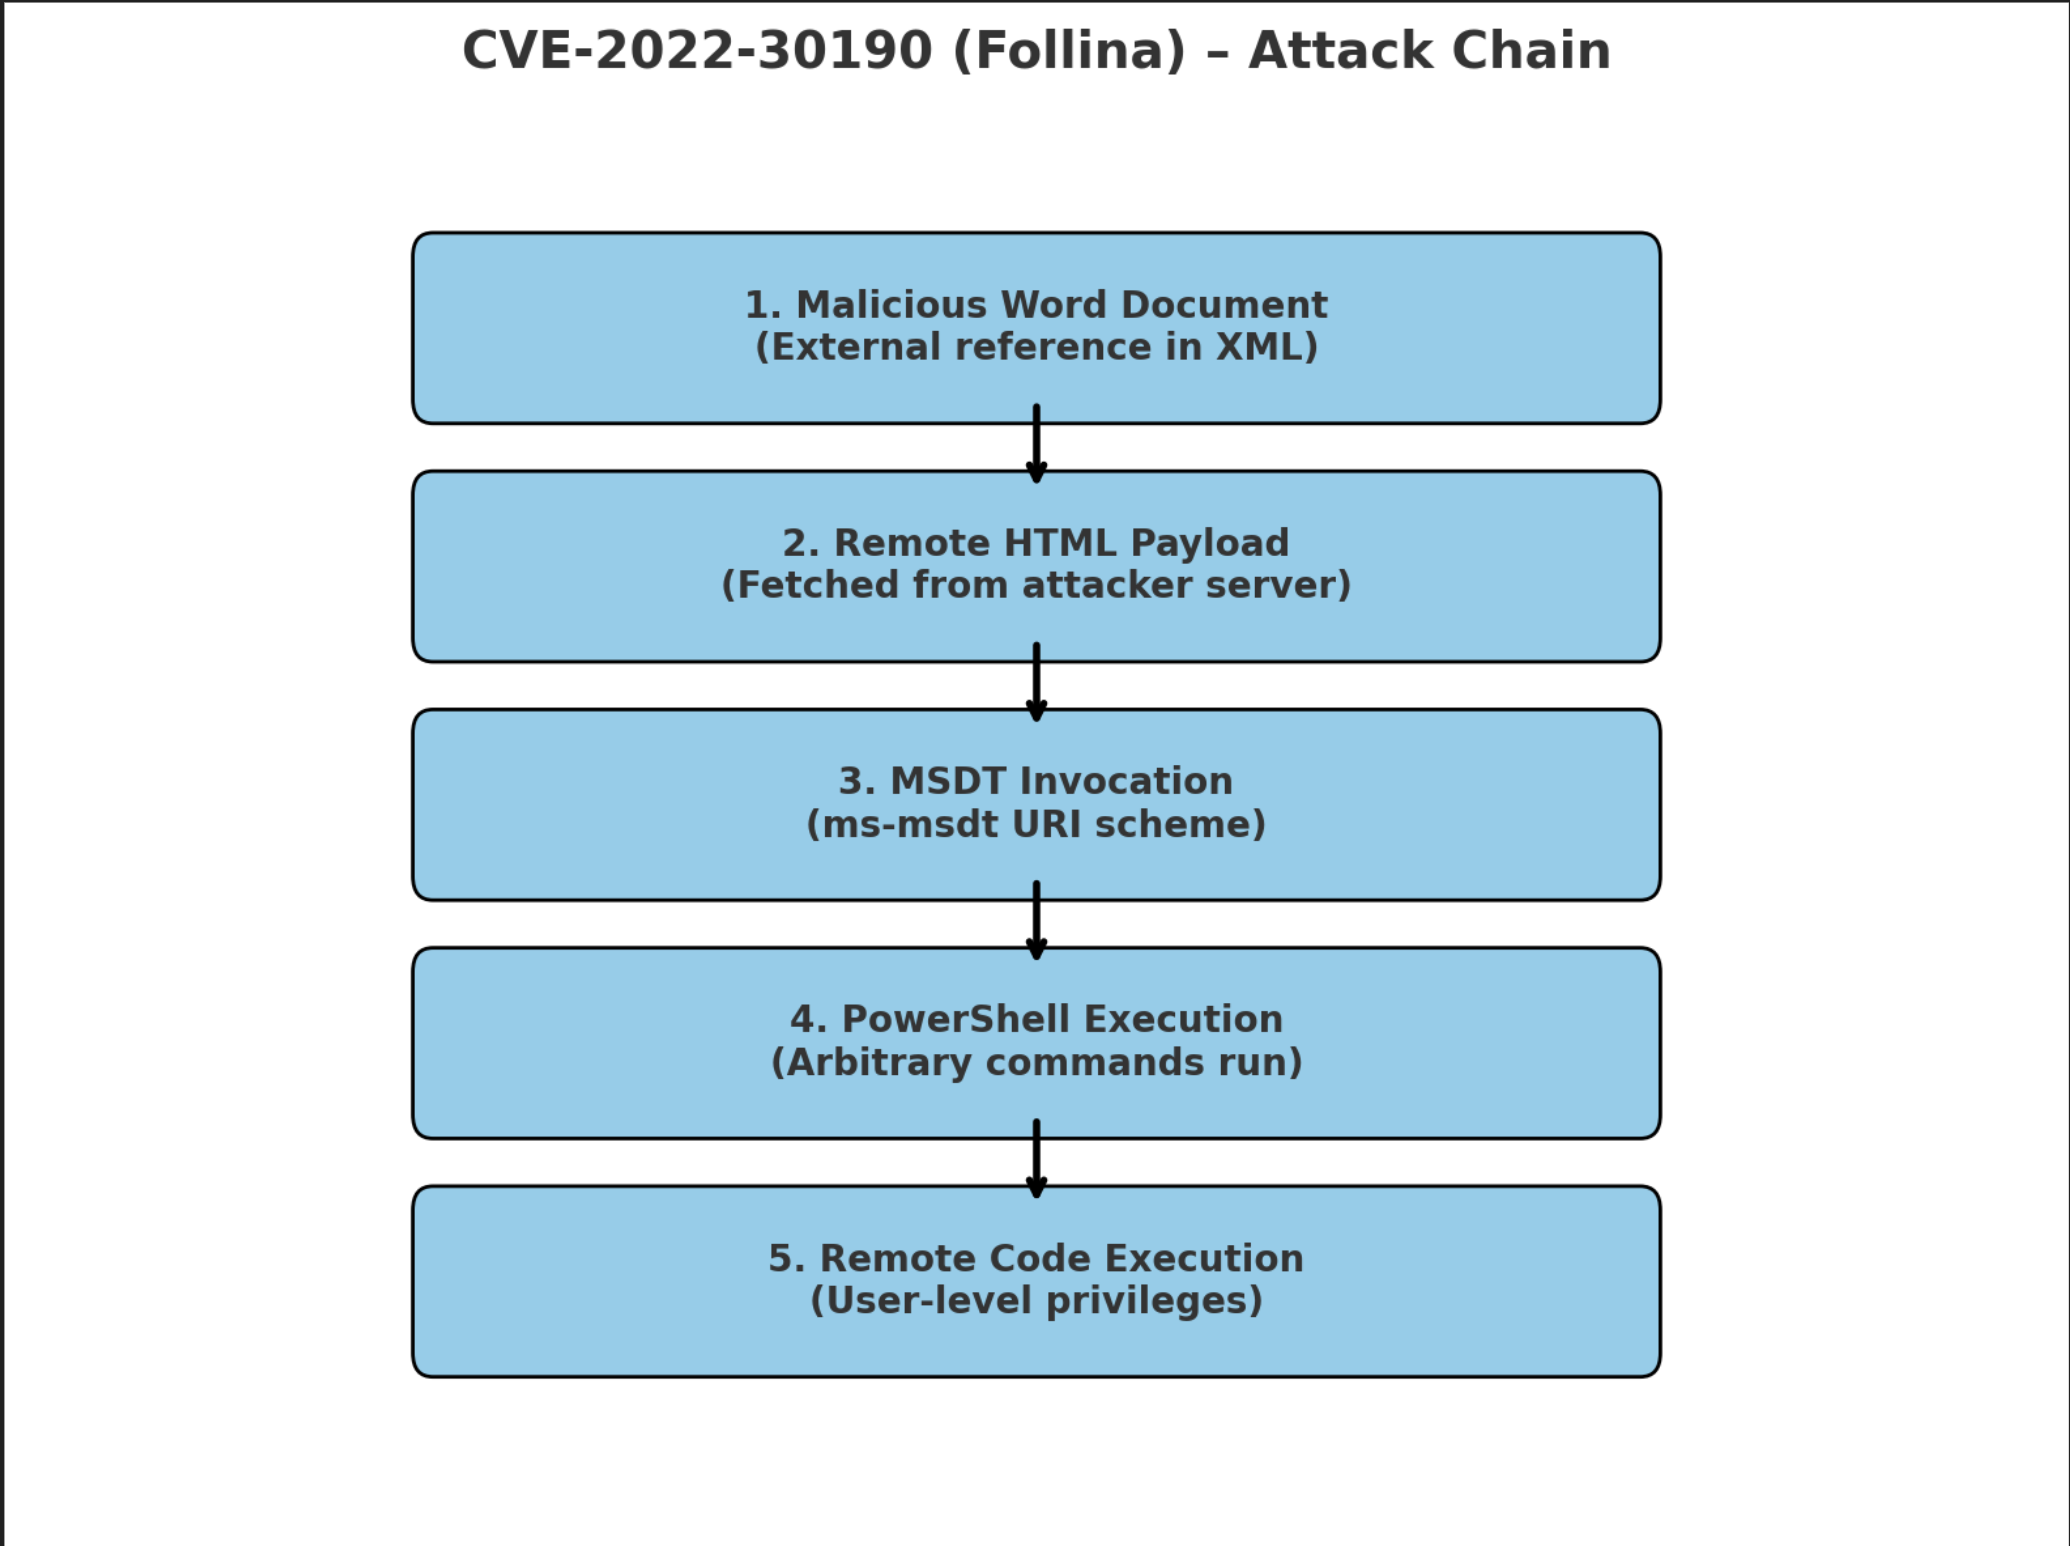 CVE-2022-30190 (Follina) – Attack Chain
1. Malicious Word Document
(External reference in XML)
2. Remote HTML Payload
(Fetched from attacker server)
3. MSDT Invocation
(ms-msdt URI scheme)
4. PowerShell Execution
(Arbitrary commands run)
5. Remote Code Execution
(User-level privileges)